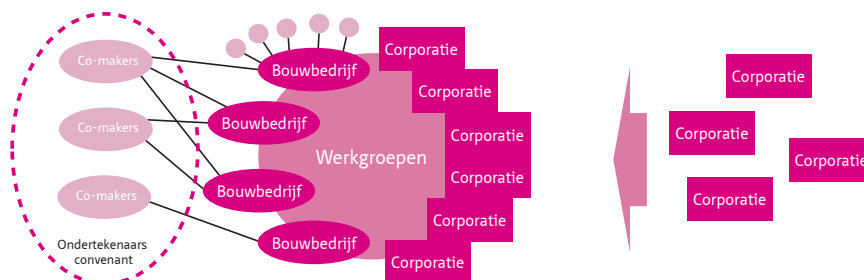 Co-makers
Co-makers
Co-makers
Ondertekenaars
convenant
Bouwbedrijf
Bouwbedrijf
Bouwbedrijf
Bouwbedrijf
Werkgroepen
Corporatie
Corporatie
Corporatie
Corporatie
Corporatie
Corporatie
Corporatie
Corporatie
Corporatie
Corporatie